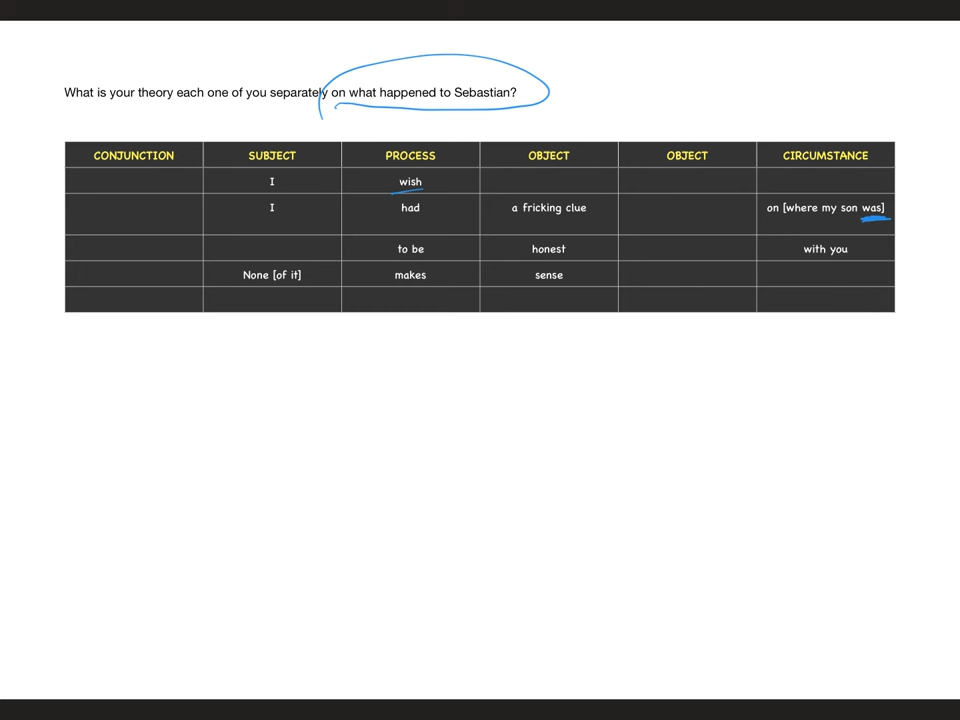 What is your theory each one of you separately on what happened to Sebastian?
CONJUNCTION SUBJECT PROCESS OBJECT OBJECT CIRCUMSTANCE
I wish
I had a fricking clue on [where my son was]
to be honest with you
None [of it] makes sense